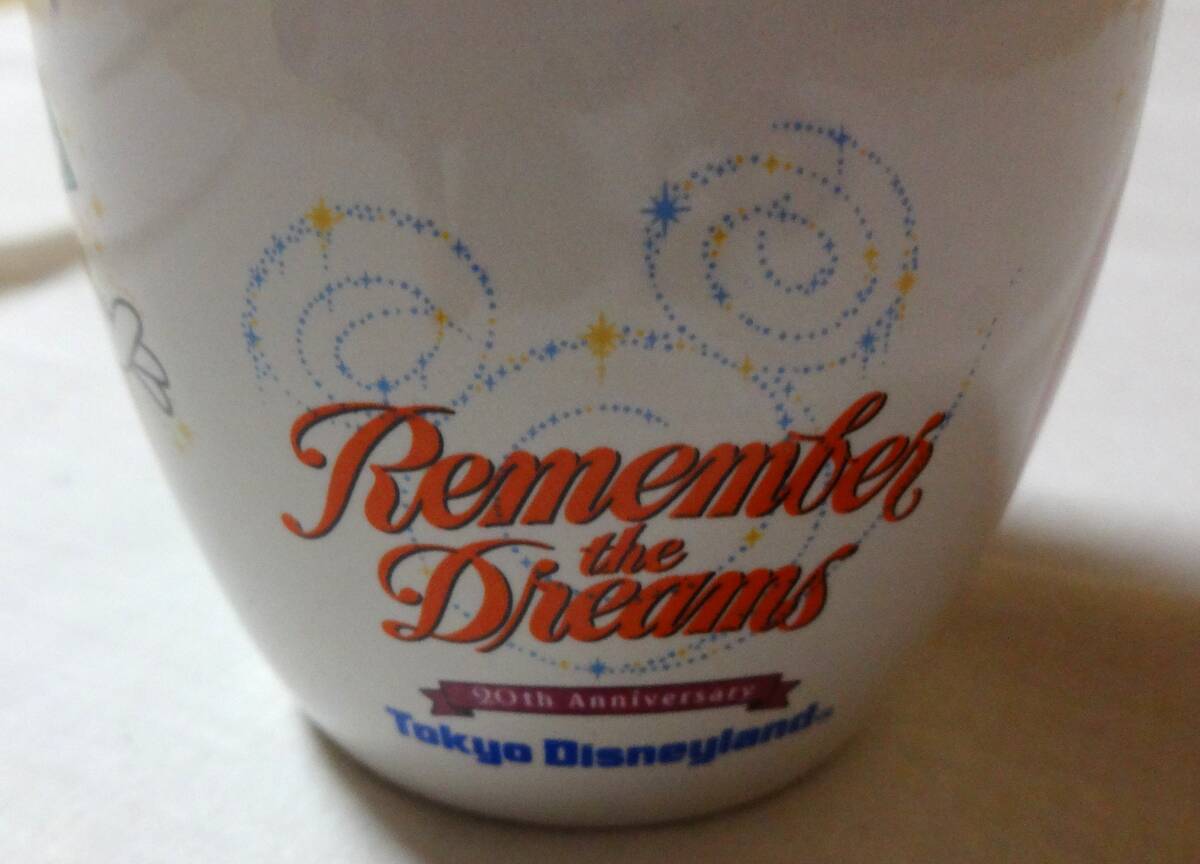 Remember
the
Dreams
20th Anniversary
Tokyo Disneyland